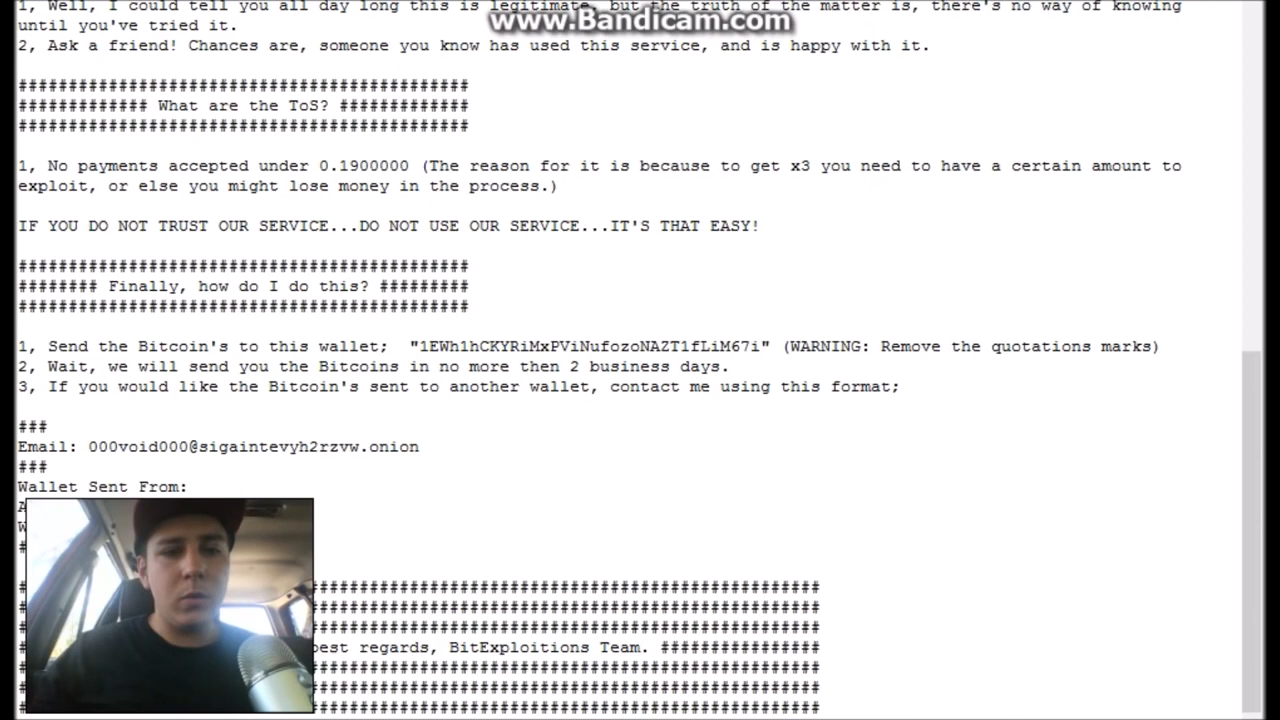 1, Well, I could tell you all day long this is legitimate, but the truth of the matter is, there's no way of knowing
www.Bandicam.com
until you've tried it.
2, Ask a friend! Chances are, someone you know has used this service, and is happy with it.
#############################################
############# What are the ToS? #############
#############################################
1, No payments accepted under 0.1900000 (The reason for it is because to get x3 you need to have a certain amount to
exploit, or else you might lose money in the process.)
IF YOU DO NOT TRUST OUR SERVICE...DO NOT USE OUR SERVICE...IT'S THAT EASY!
#############################################
######## Finally, how do I do this? #########
#############################################
1, Send the Bitcoin's to this wallet;  "1EWh1hCKYRiMxPViNufozoNAZT1fLiM67i" (WARNING: Remove the quotations marks)
2, Wait, we will send you the Bitcoins in no more then 2 business days.
3, If you would like the Bitcoin's sent to another wallet, contact me using this format;
###
Email: 000void000@sigaintevyh2rzvw.onion
###
Wallet Sent From:
###################################################
###################################################
###################################################
best regards, BitExploitions Team. ################
###################################################
###################################################
###################################################